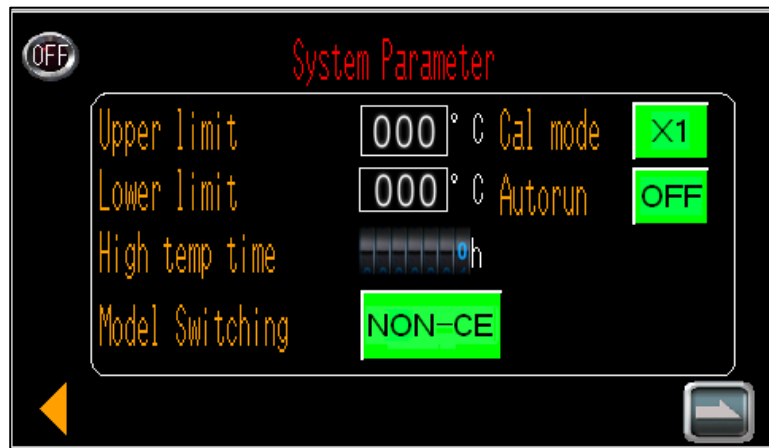 OFF
System Parameter
Upper limit 000 ° C Cal mode X1
Lower limit 000 ° C Autorun OFF
High temp time 0h
Model Switching NON-CE